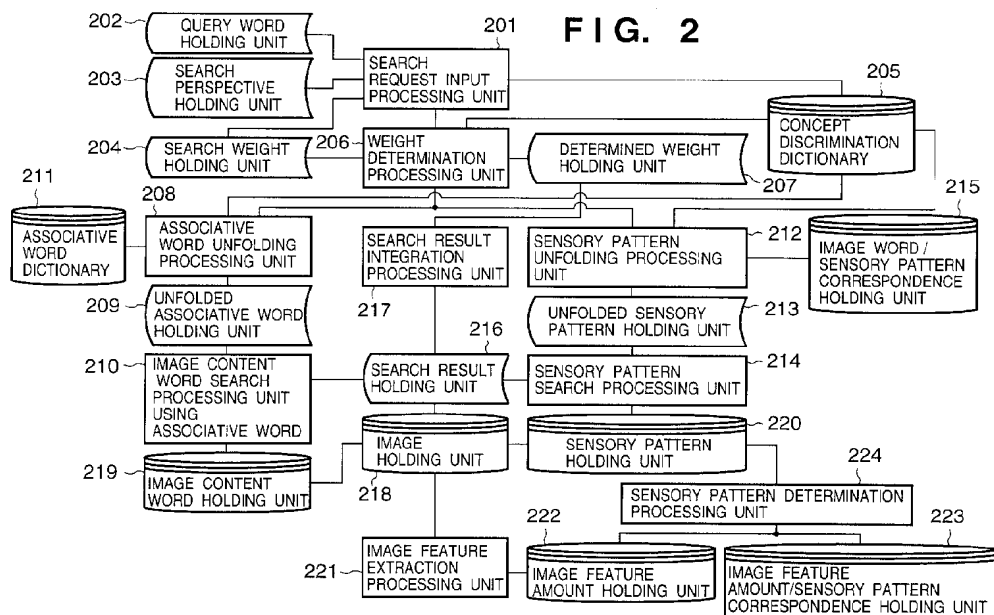 FIG. 2
202
QUERY WORD
HOLDING UNIT
201
SEARCH
REQUEST INPUT
PROCESSING UNIT
203
SEARCH
PERSPECTIVE
HOLDING UNIT
205
CONCEPT
DISCRIMINATION
DICTIONARY
204
SEARCH WEIGHT
HOLDING UNIT
206
WEIGHT
DETERMINATION
PROCESSING UNIT
DETERMINED WEIGHT
HOLDING UNIT
207
211
ASSOCIATIVE
WORD
DICTIONARY
208
ASSOCIATIVE
WORD UNFOLDING
PROCESSING UNIT
SEARCH RESULT
INTEGRATION
PROCESSING UNIT
217
SENSORY PATTERN
UNFOLDING PROCESSING
UNIT
212
215
IMAGE WORD /
SENSORY PATTERN
CORRESPONDENCE
HOLDING UNIT
209
UNFOLDED
ASSOCIATIVE WORD
HOLDING UNIT
UNFOLDED SENSORY
PATTERN HOLDING UNIT
213
210
IMAGE CONTENT
WORD SEARCH
PROCESSING UNIT
USING
ASSOCIATIVE WORD
216
SEARCH RESULT
HOLDING UNIT
SENSORY PATTERN
SEARCH PROCESSING UNIT
214
219
IMAGE CONTENT
WORD HOLDING UNIT
IMAGE
HOLDING UNIT
218
SENSORY PATTERN
HOLDING UNIT
220
224
SENSORY PATTERN DETERMINATION
PROCESSING UNIT
221
IMAGE FEATURE
EXTRACTION
PROCESSING UNIT
222
IMAGE FEATURE
AMOUNT HOLDING UNIT
223
IMAGE FEATURE
AMOUNT/SENSORY PATTERN
CORRESPONDENCE HOLDING UNIT